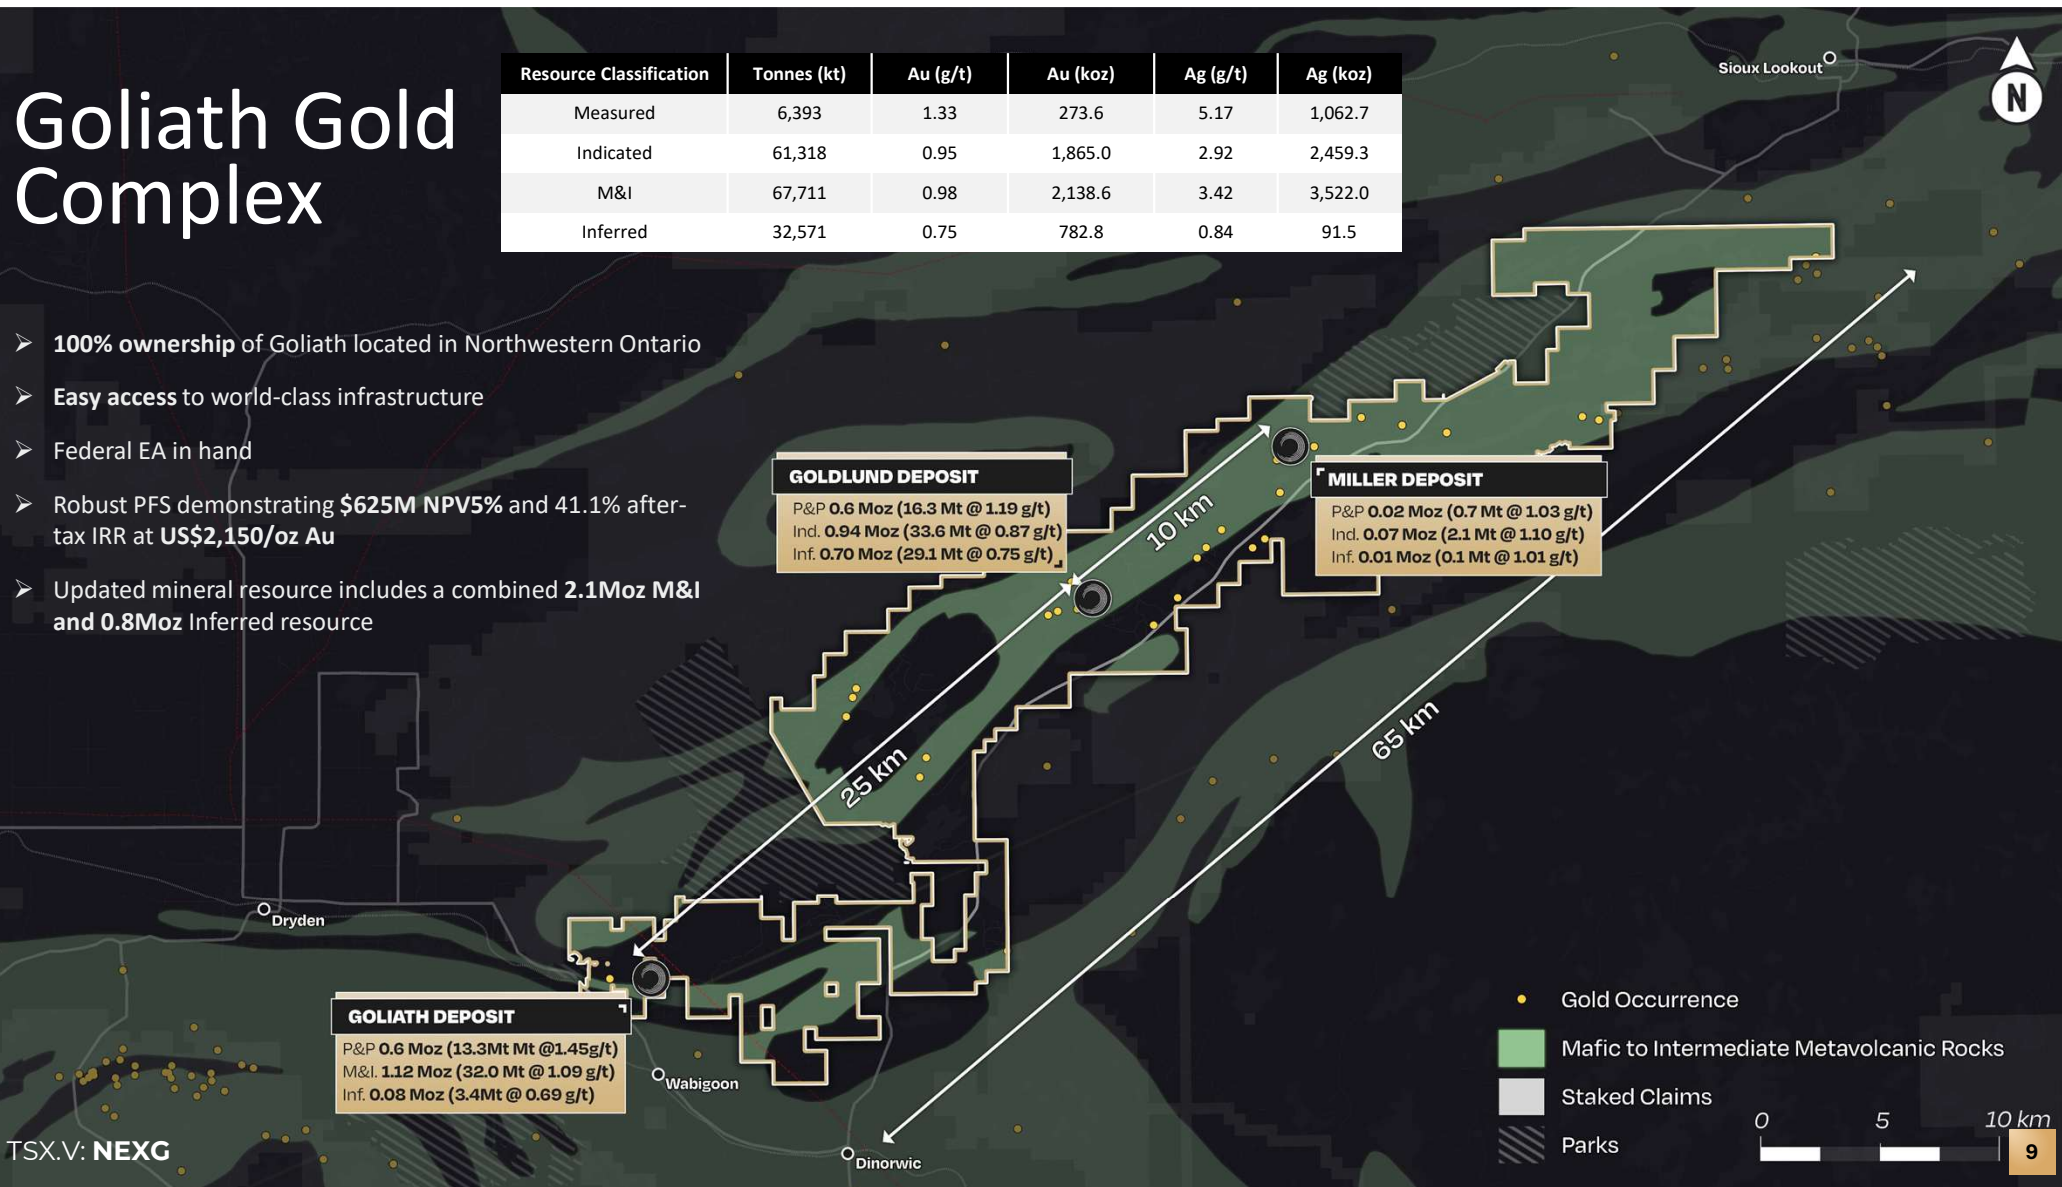 Goliath Gold
Complex
Resource Classification Tonnes (kt) Au (g/t) Au (koz) Ag (g/t) Ag (koz)
Measured 6,393 1.33 273.6 5.17 1,062.7
Indicated 61,318 0.95 1,865.0 2.92 2,459.3
M&I 67,711 0.98 2,138.6 3.42 3,522.0
Inferred 32,571 0.75 782.8 0.84 91.5
Sioux Lookout
N
➢ 100% ownership of Goliath located in Northwestern Ontario
➢ Easy access to world-class infrastructure
➢ Federal EA in hand
➢ Robust PFS demonstrating $625M NPV5% and 41.1% after-
tax IRR at US$2,150/oz Au
➢ Updated mineral resource includes a combined 2.1Moz M&I
and 0.8Moz Inferred resource
GOLDLUND DEPOSIT
P&P 0.6 Moz (16.3 Mt @ 1.19 g/t)
Ind. 0.94 Moz (33.6 Mt @ 0.87 g/t)
Inf. 0.70 Moz (29.1 Mt @ 0.75 g/t)
10 km
MILLER DEPOSIT
P&P 0.02 Moz (0.7 Mt @ 1.03 g/t)
Ind. 0.07 Moz (2.1 Mt @ 1.10 g/t)
Inf. 0.01 Moz (0.1 Mt @ 1.01 g/t)
25 km
65 km
Dryden
GOLIATH DEPOSIT
P&P 0.6 Moz (13.3Mt Mt @1.45g/t)
M&I. 1.12 Moz (32.0 Mt @ 1.09 g/t)
Inf. 0.08 Moz (3.4Mt @ 0.69 g/t)
Wabigoon
Dinorwic
Gold Occurrence
Mafic to Intermediate Metavolcanic Rocks
Staked Claims
Parks
0 5 10 km
TSX.V: NEXG
9